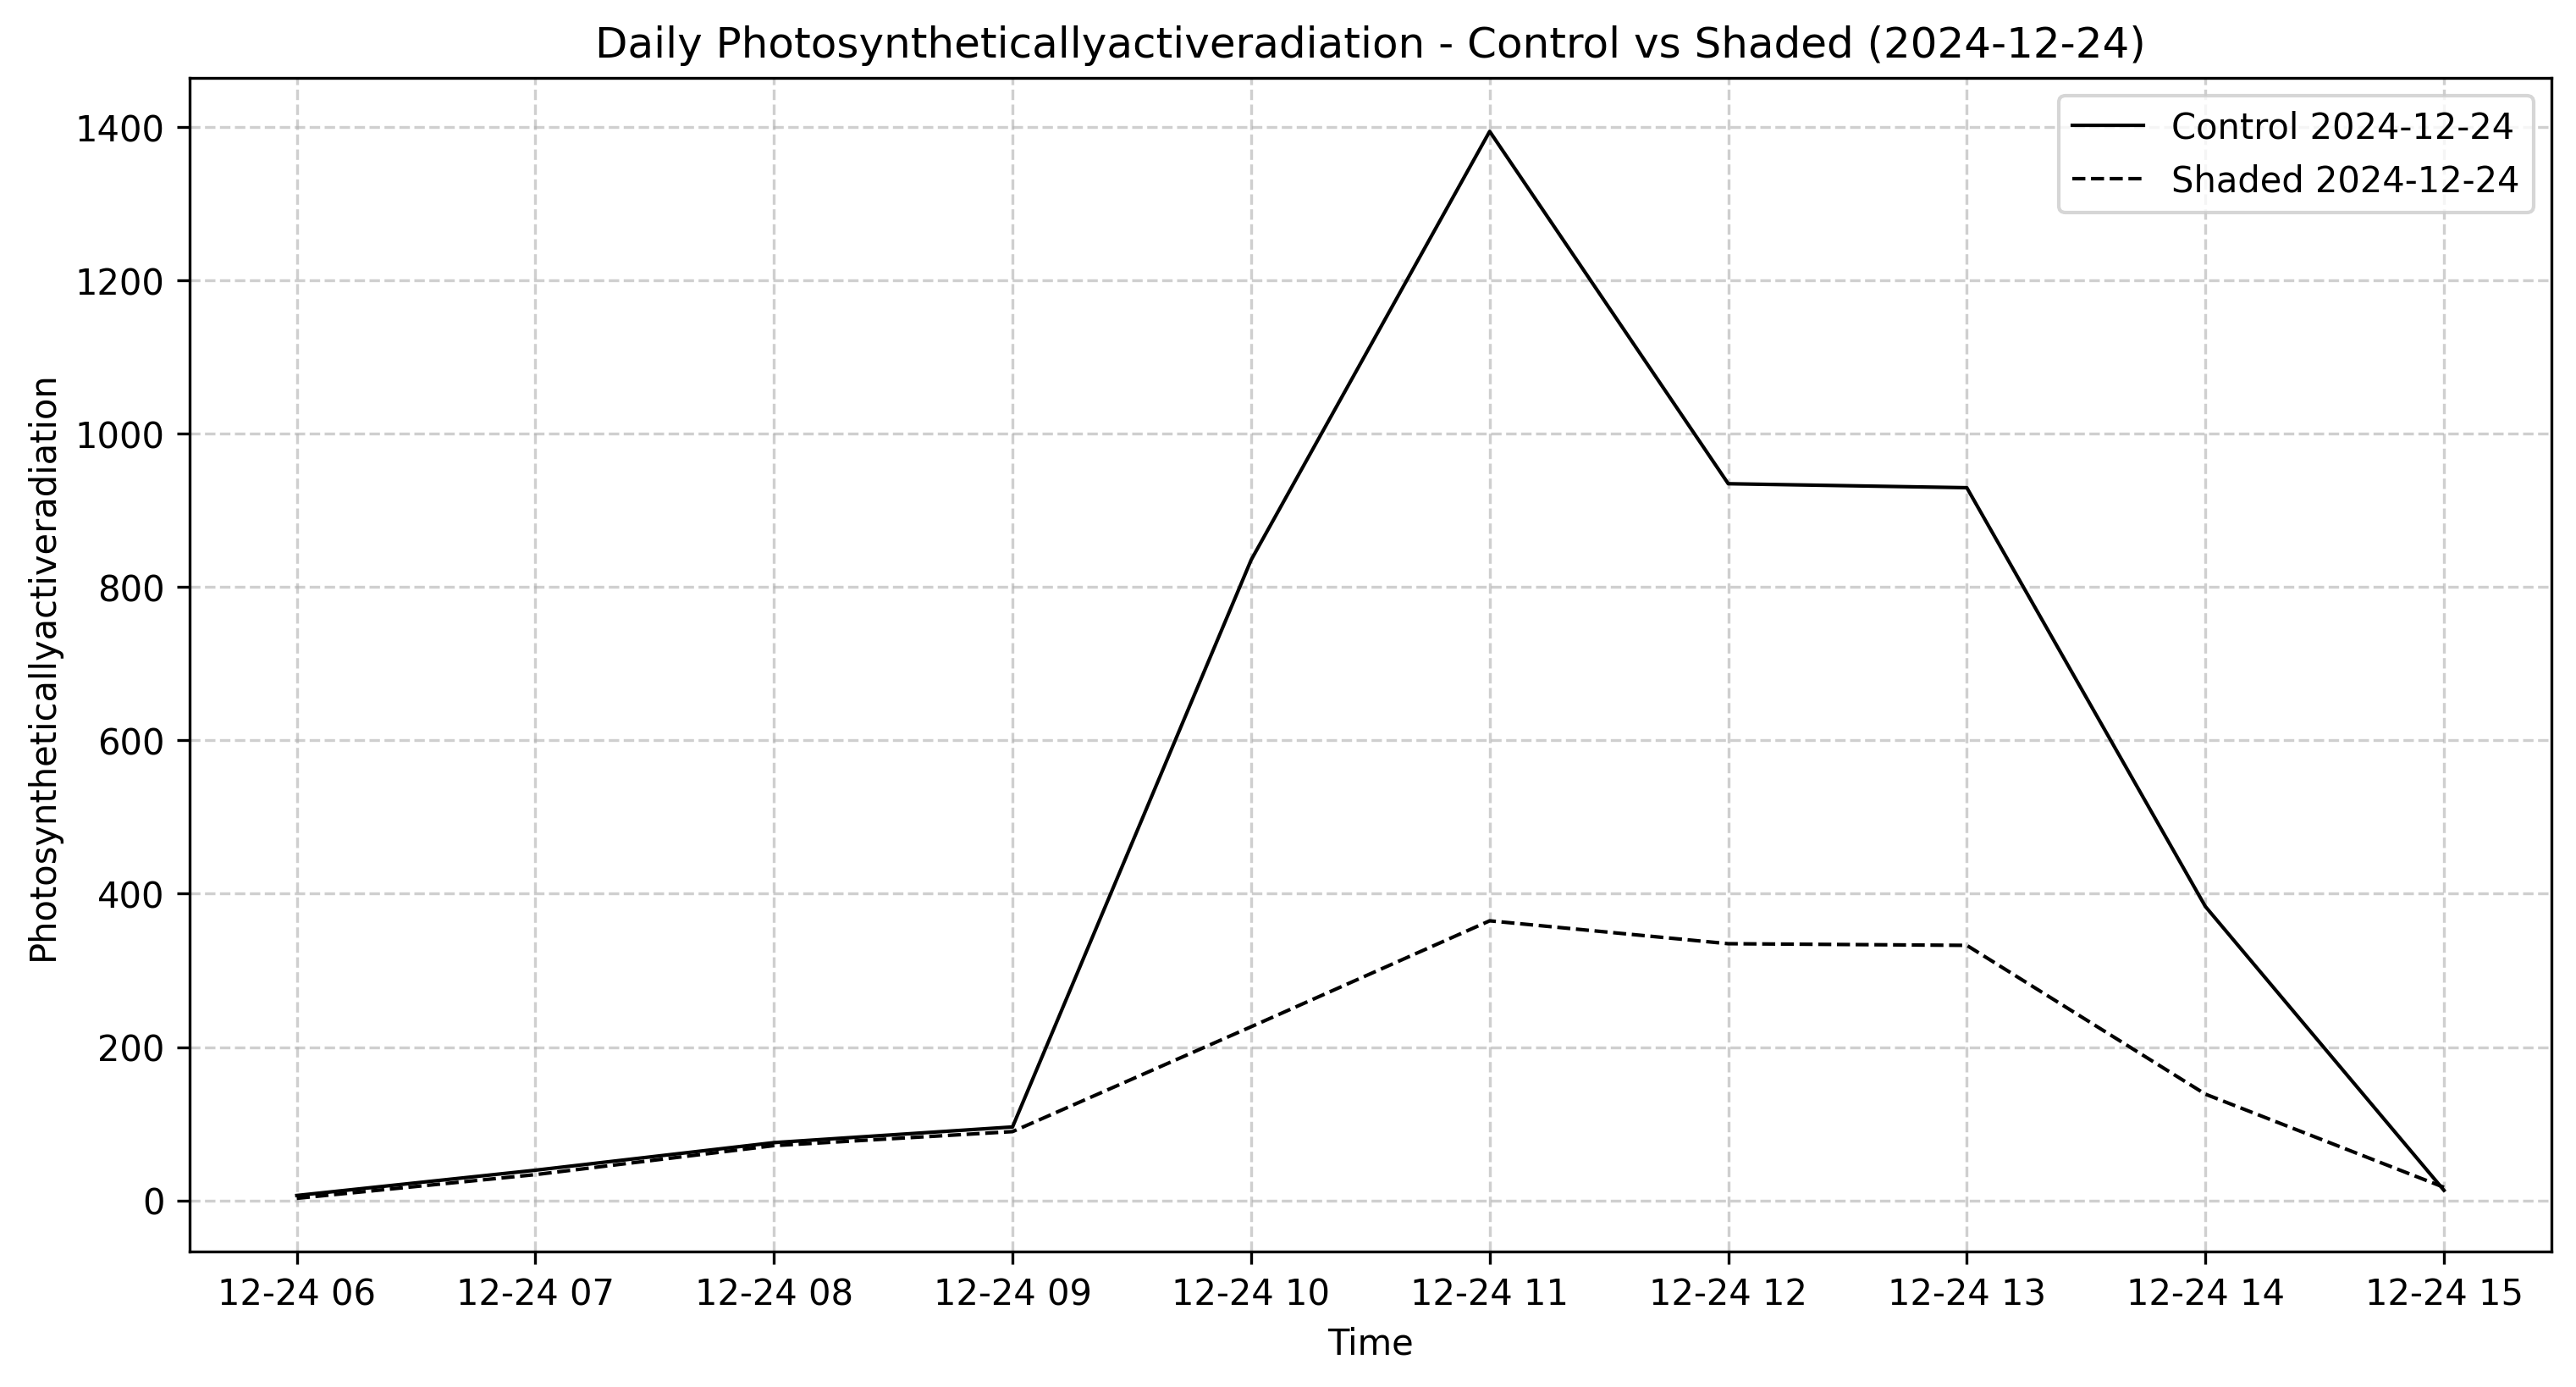 Daily Photosyntheticallyactiveradiation - Control vs Shaded (2024-12-24)
Control 2024-12-24
Shaded 2024-12-24
Photosyntheticallyactiveradiation
1400
1200
1000
800
600
400
200
0
12-24 06 12-24 07 12-24 08 12-24 09 12-24 10 12-24 11 12-24 12 12-24 13 12-24 14 12-24 15
Time